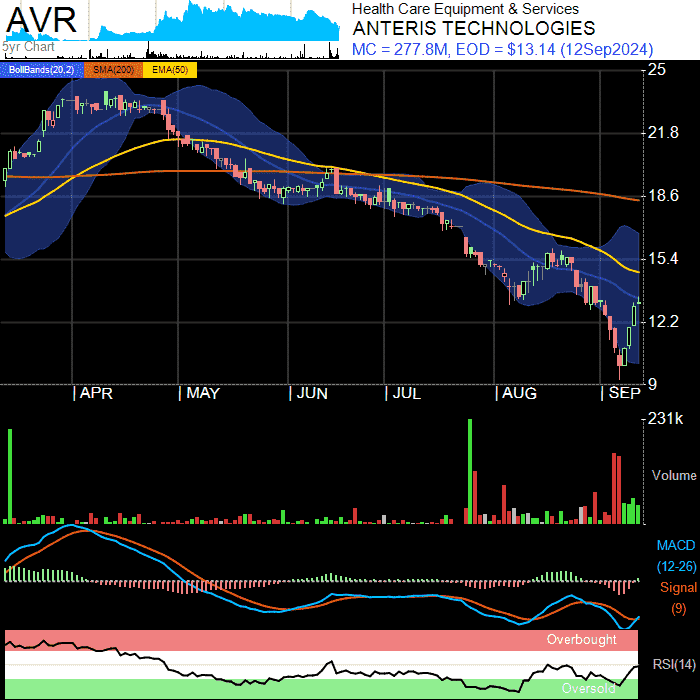 AVR
Health Care Equipment & Services
ANTERIS TECHNOLOGIES
MC = 277.8M, EOD = $13.14 (12Sep2024)
5yr Chart
BollBands(20,2) SMA(200) EMA(50)
25
21.8
18.6
15.4
12.2
9
APR MAY JUN JUL AUG SEP
231k
Volume
MACD
(12-26)
Signal
(9)
Overbought
RSI(14)
Oversold